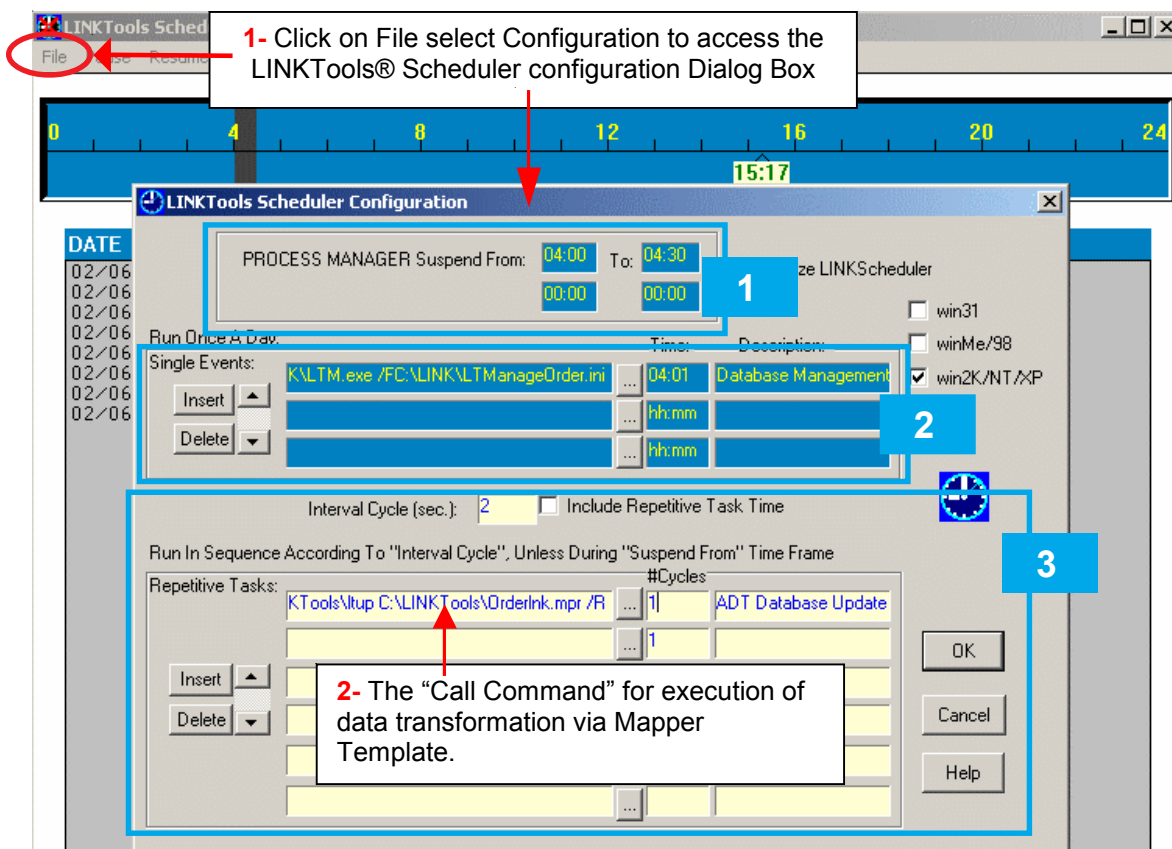 LINKTools Sched
1- Click on File select Configuration to access the
LINKTools® Scheduler configuration Dialog Box
File
Resume
0 4 8 12 16 20 24
15:17
LINKTools Scheduler Configuration
DATE
02/06
02/06
02/06
02/06
02/06
02/06
02/06
02/06
PROCESS MANAGER Suspend From: 04:00 To: 04:30
00:00 00:00
1
ze LINKScheduler
win31
winMe/98
win2K/NT/XP
Run Once A Day:
Time: Description:
Single Events:
K\LTM.exe /FC:\LINK\LTManageOrder.ini ... 04:01 Database Management
Insert
... hh:mm
Delete
... hh:mm
2
Interval Cycle (sec.): 2 Include Repetitive Task Time
Run In Sequence According To "Interval Cycle", Unless During "Suspend From" Time Frame
3
#Cycles
Repetitive Tasks:
KTools\ltup C:\LINKTools\OrderInk.mpr /R ... 1 ADT Database Update
... 1
Insert
Delete
2- The “Call Command” for execution of
data transformation via Mapper
Template.
...
OK
Cancel
Help